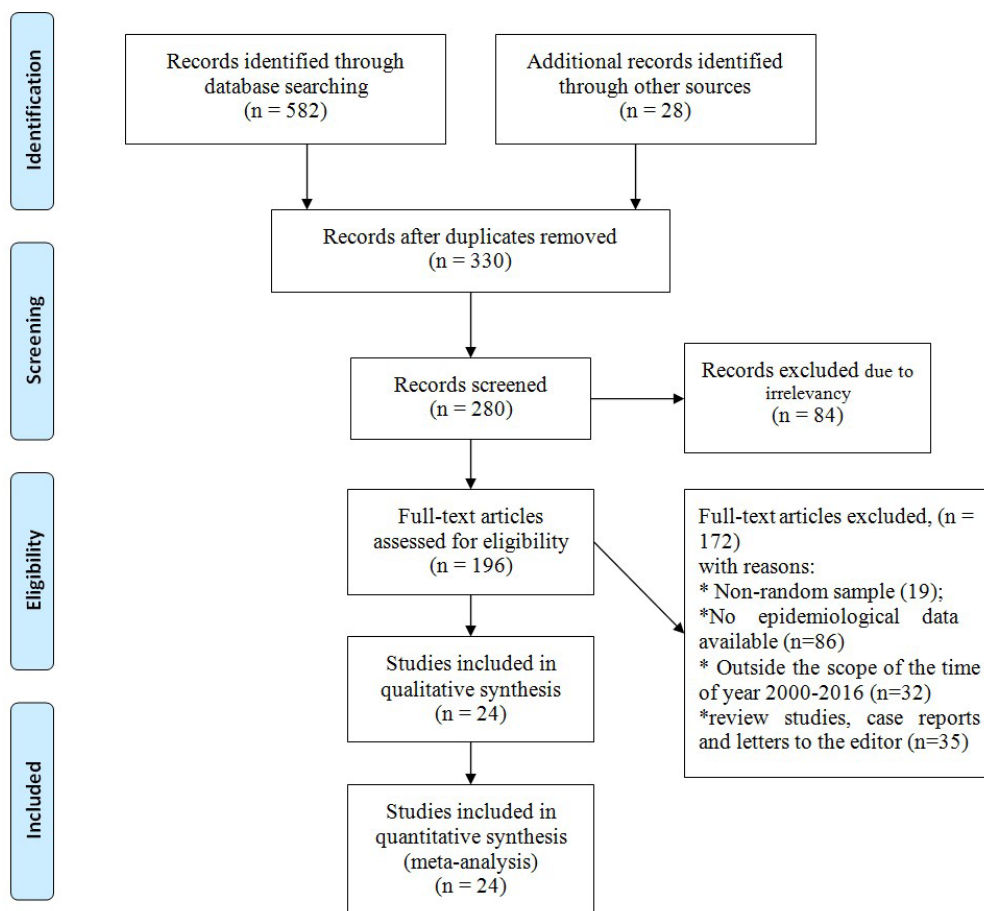 Identification
Records identified through
database searching
(n = 582)
Additional records identified
through other sources
(n = 28)
Records after duplicates removed
(n = 330)
Screening
Records screened
(n = 280)
Records excluded due to
irrelevancy
(n = 84)
Eligibility
Full-text articles
assessed for eligibility
(n = 196)
Full-text articles excluded, (n =
172)
with reasons:
* Non-random sample (19);
*No epidemiological data
available (n=86)
* Outside the scope of the time
of year 2000-2016 (n=32)
*review studies, case reports
and letters to the editor (n=35)
Studies included in
qualitative synthesis
(n = 24)
Included
Studies included in
quantitative synthesis
(meta-analysis)
(n = 24)